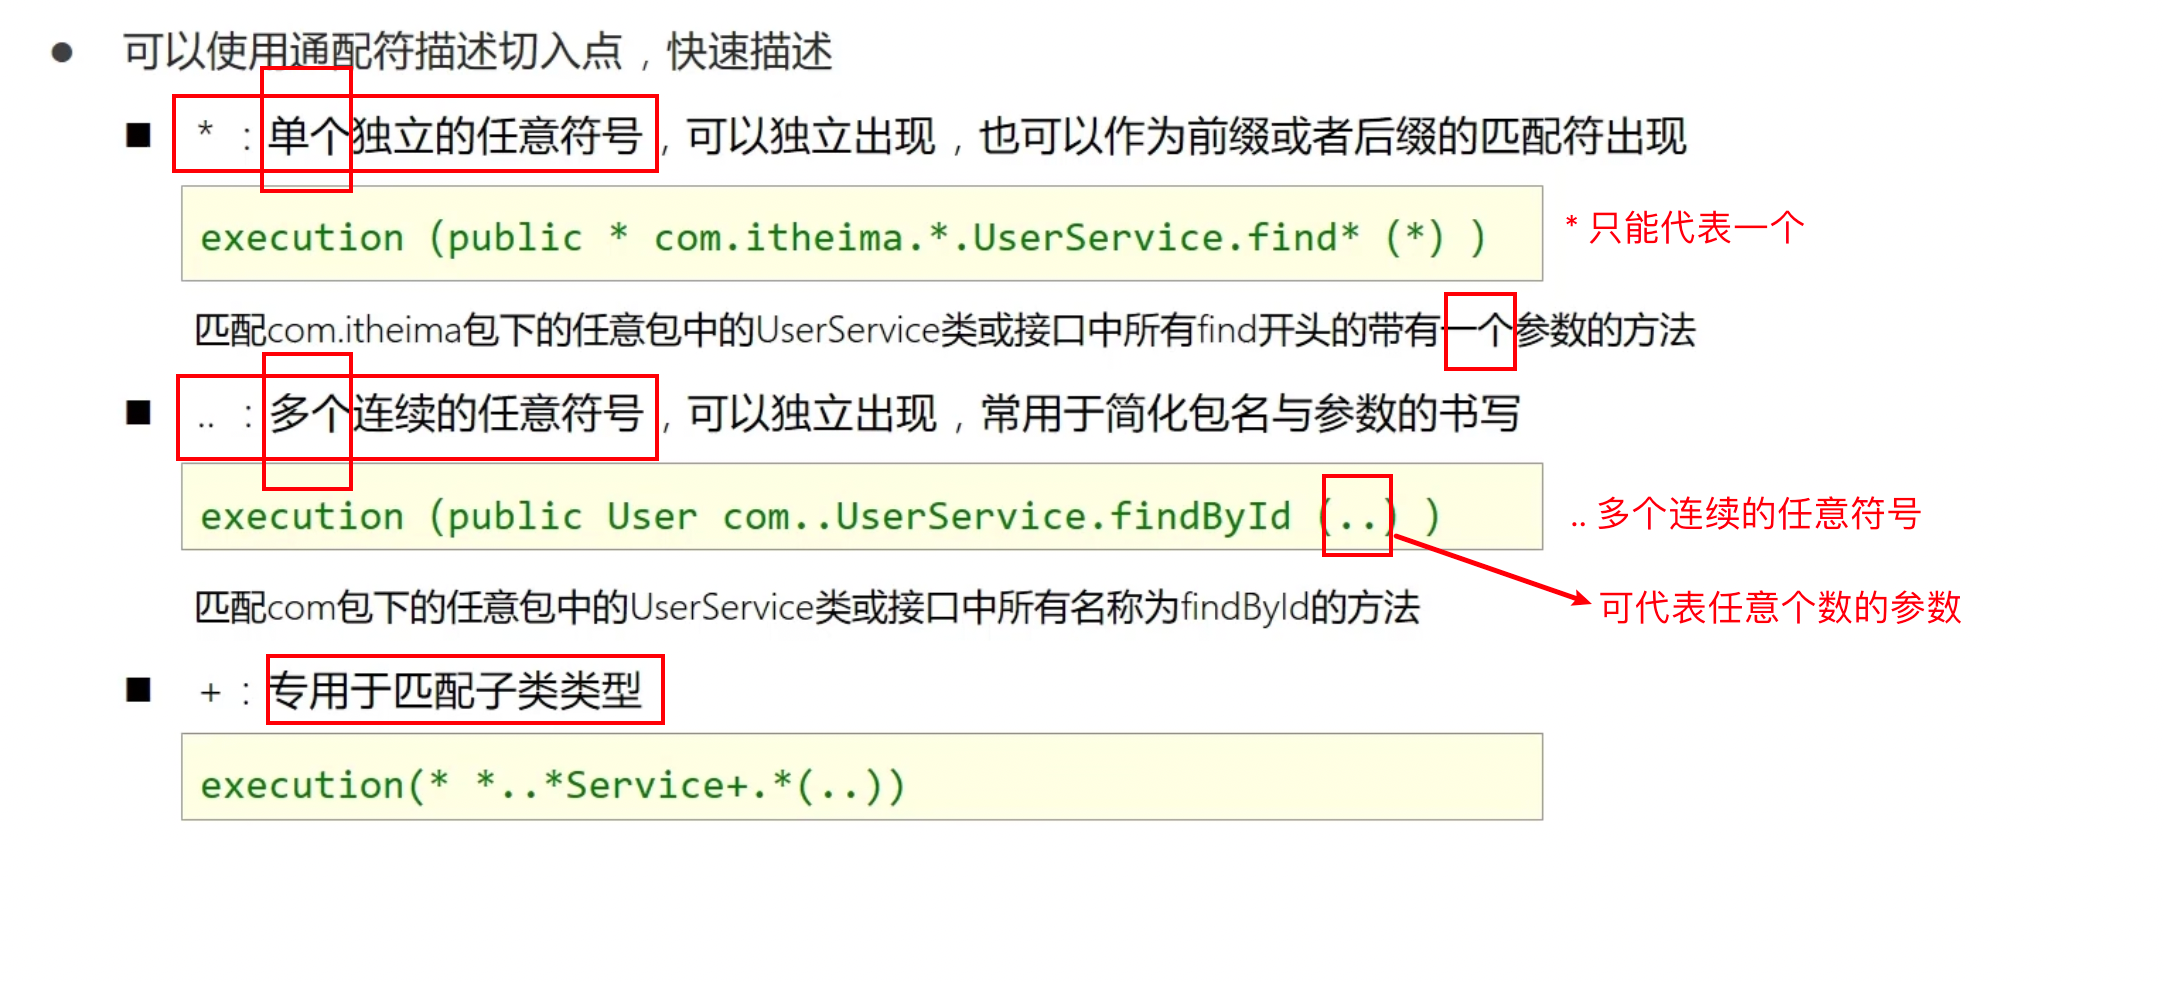 ● 可以使用通配符描述切入点，快速描述
■ * ：单个独立的任意符号，可以独立出现，也可以作为前缀或者后缀的匹配符出现
execution (public * com.itheima.*.UserService.find* (*) )
* 只能代表一个
匹配com.itheima包下的任意包中的UserService类或接口中所有find开头的带有一个参数的方法
■ .. ：多个连续的任意符号，可以独立出现，常用于简化包名与参数的书写
execution (public User com..UserService.findById (..) )
.. 多个连续的任意符号
匹配com包下的任意包中的UserService类或接口中所有名称为findById的方法
可代表任意个数的参数
■ + ：专用于匹配子类类型
execution(* *..*Service+.*(..))